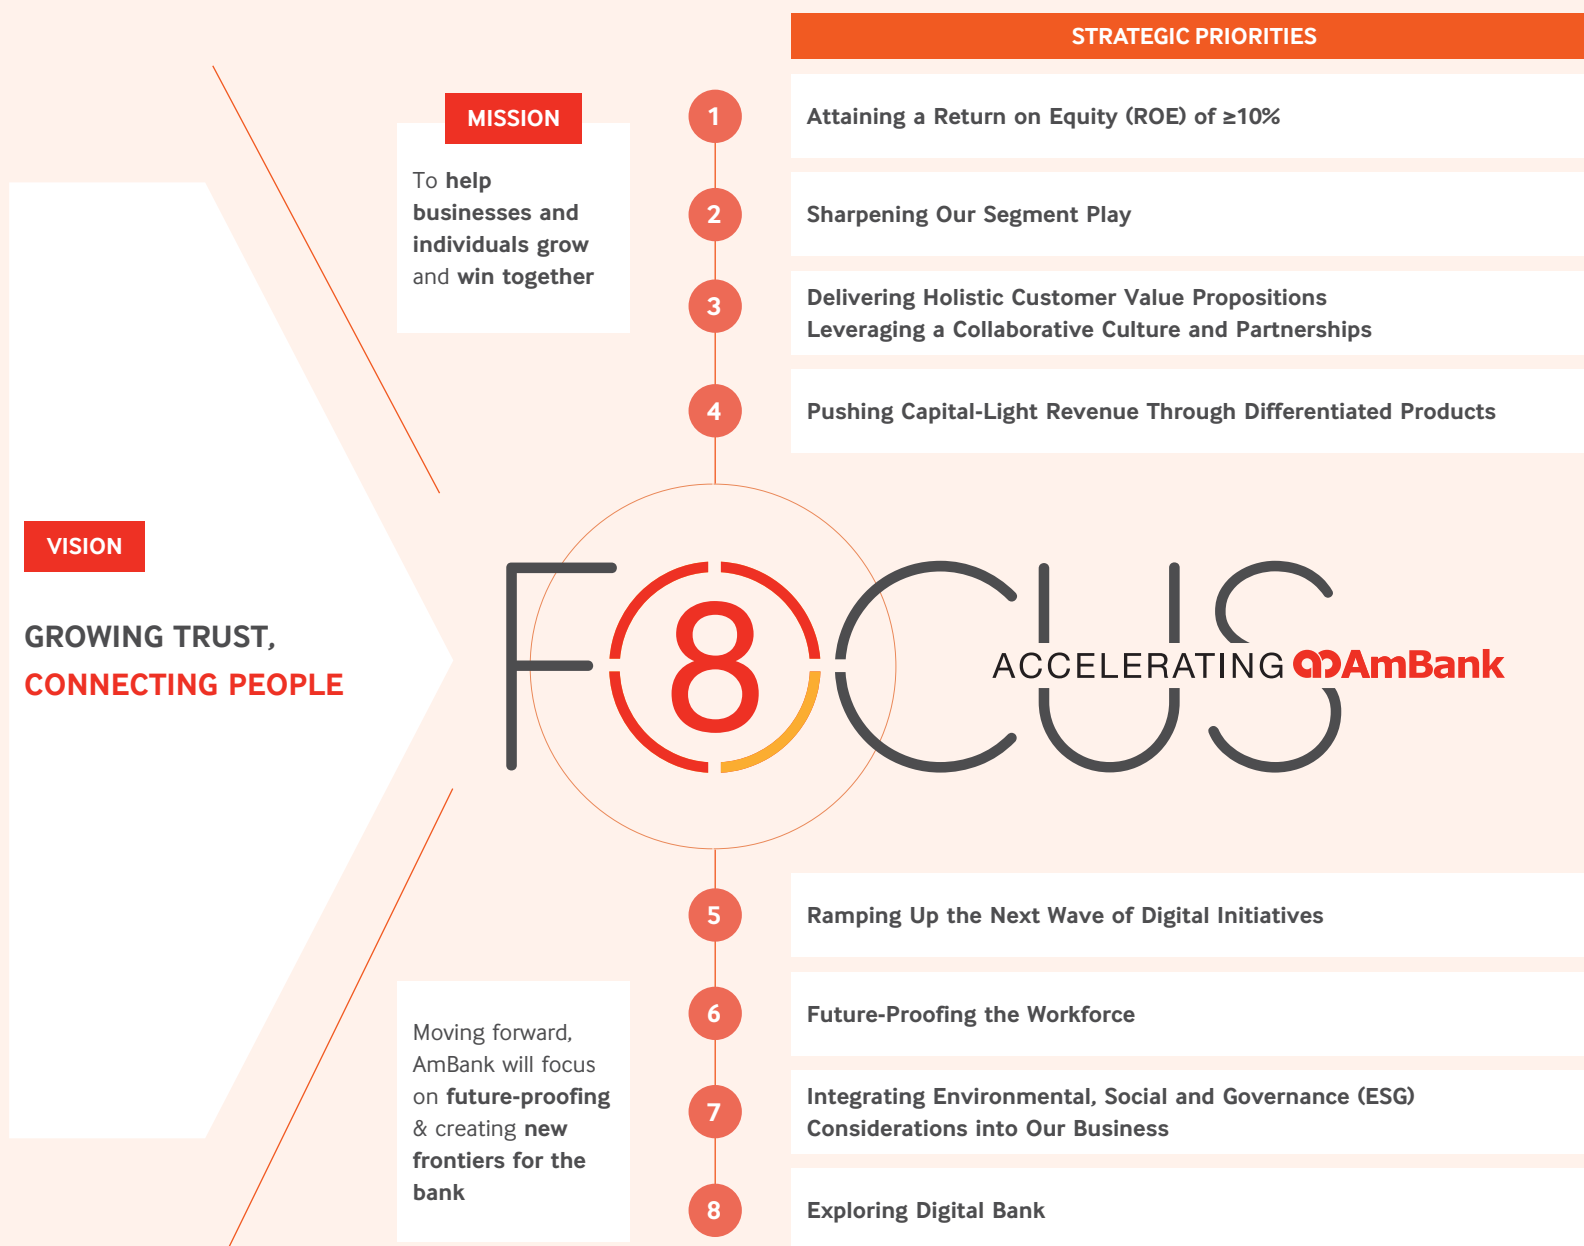 STRATEGIC PRIORITIES
MISSION
To help
businesses and
individuals grow
and win together
1
Attaining a Return on Equity (ROE) of ≥10%
2
Sharpening Our Segment Play
3
Delivering Holistic Customer Value Propositions
Leveraging a Collaborative Culture and Partnerships
4
Pushing Capital-Light Revenue Through Differentiated Products
VISION
GROWING TRUST,
CONNECTING PEOPLE
F8CUS
ACCELERATING AmBank
5
Ramping Up the Next Wave of Digital Initiatives
Moving forward,
AmBank will focus
on future-proofing
& creating new
frontiers for the
bank
6
Future-Proofing the Workforce
7
Integrating Environmental, Social and Governance (ESG)
Considerations into Our Business
8
Exploring Digital Bank